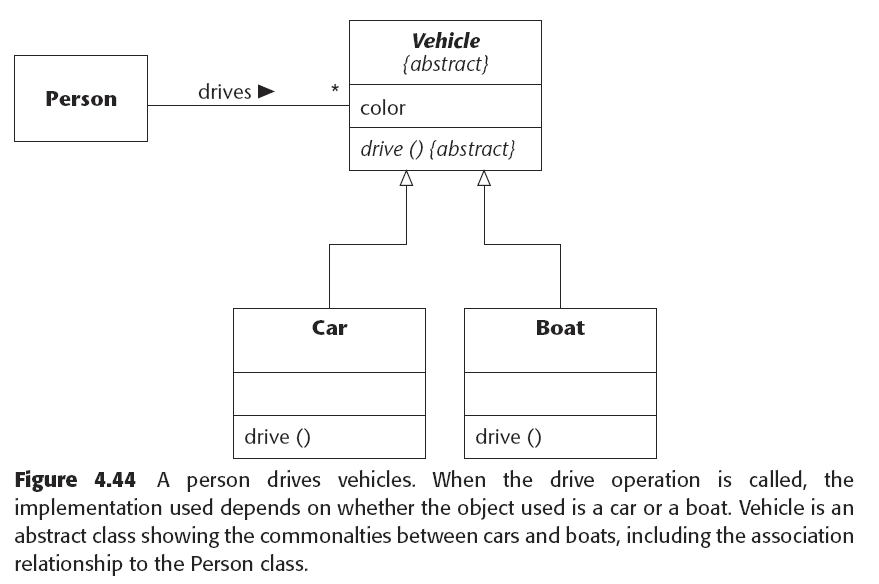 Vehicle
{abstract}
Person
drives ►
*
color
drive () {abstract}
Car
Boat
drive ()
drive ()
Figure 4.44 A person drives vehicles. When the drive operation is called, the
implementation used depends on whether the object used is a car or a boat. Vehicle is an
abstract class showing the commonalties between cars and boats, including the association
relationship to the Person class.